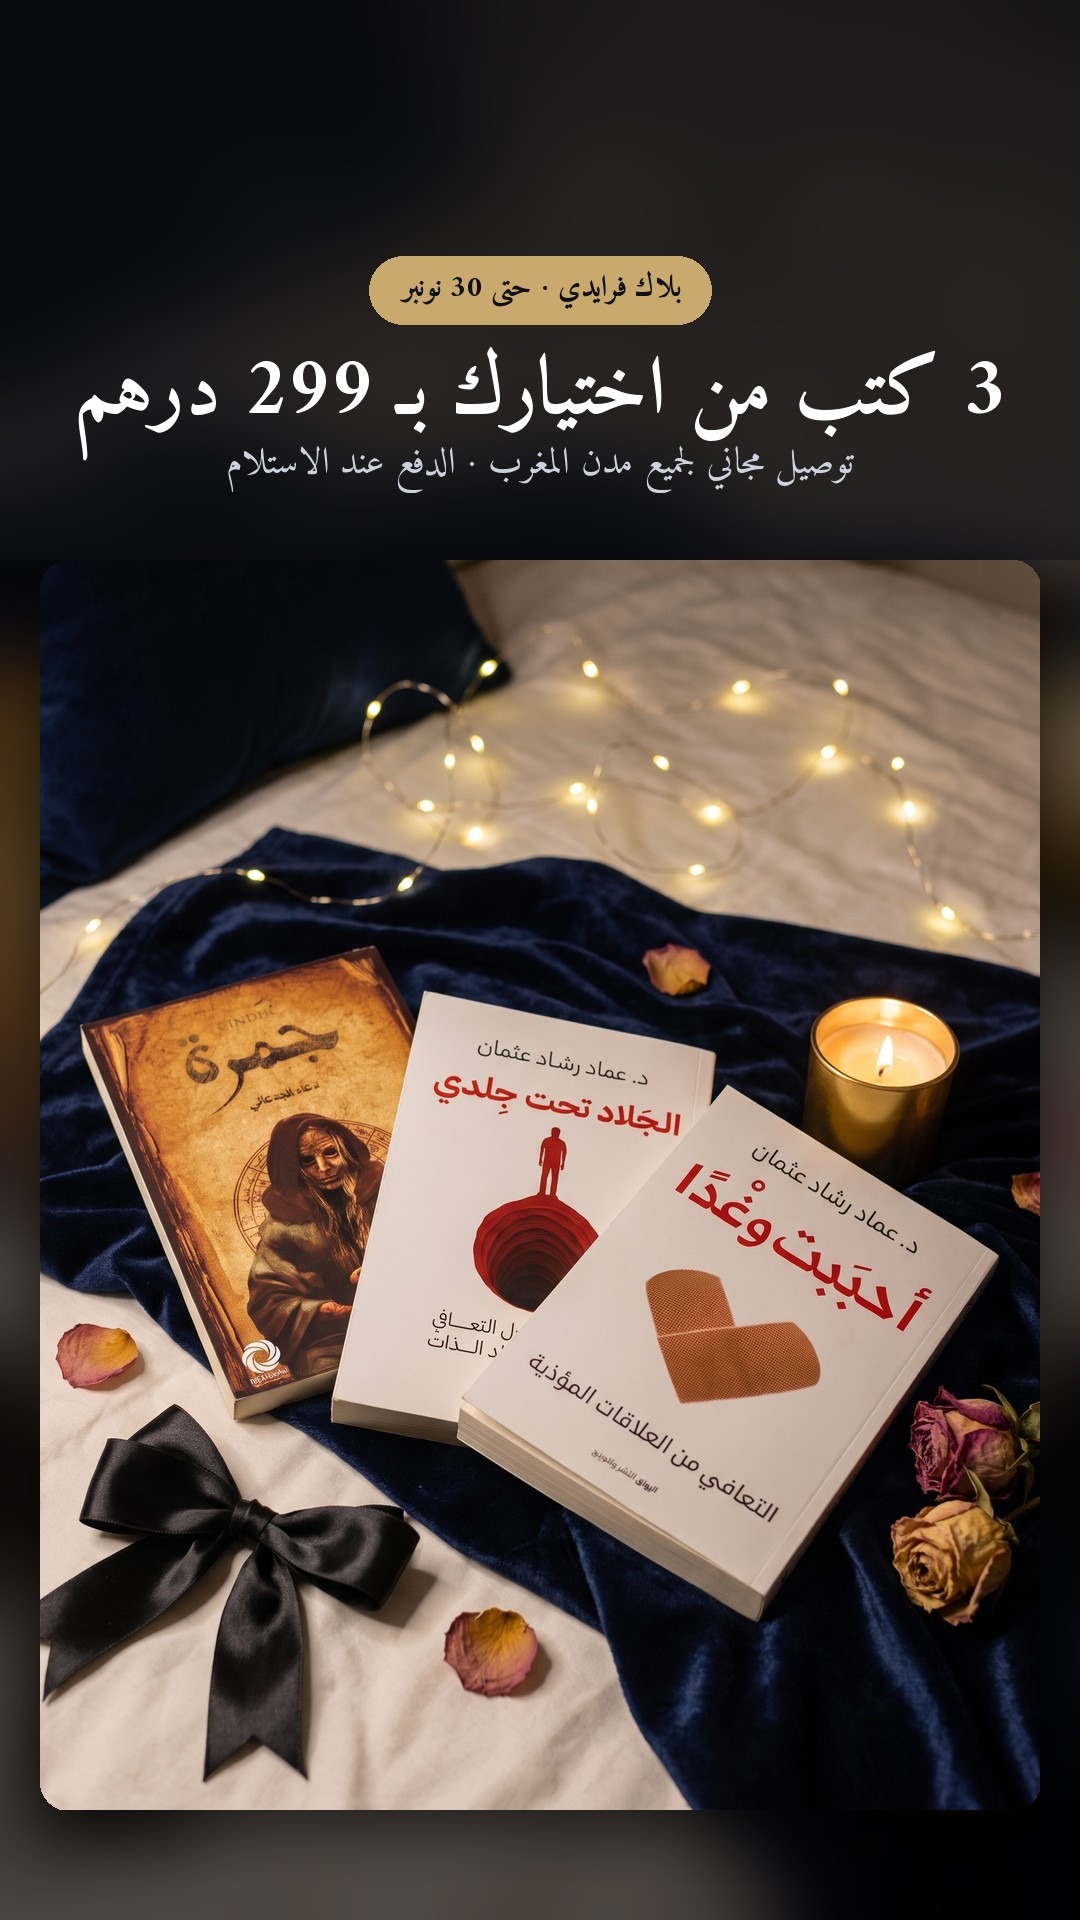 بلاك فرايدي · حتى 30 نونبر
3 كتب من اختيارك بـ 299 درهم
توصيل مجاني لجميع مدن المغرب · الدفع عند الاستلام
جمرة
دعاء الجدعاني
د. عماد رشاد عثمان
الجَلاد تحت جِلدي
د. عماد رشاد عثمان
أحبَبت وغْدًا
التعافي من العلاقات المؤذية